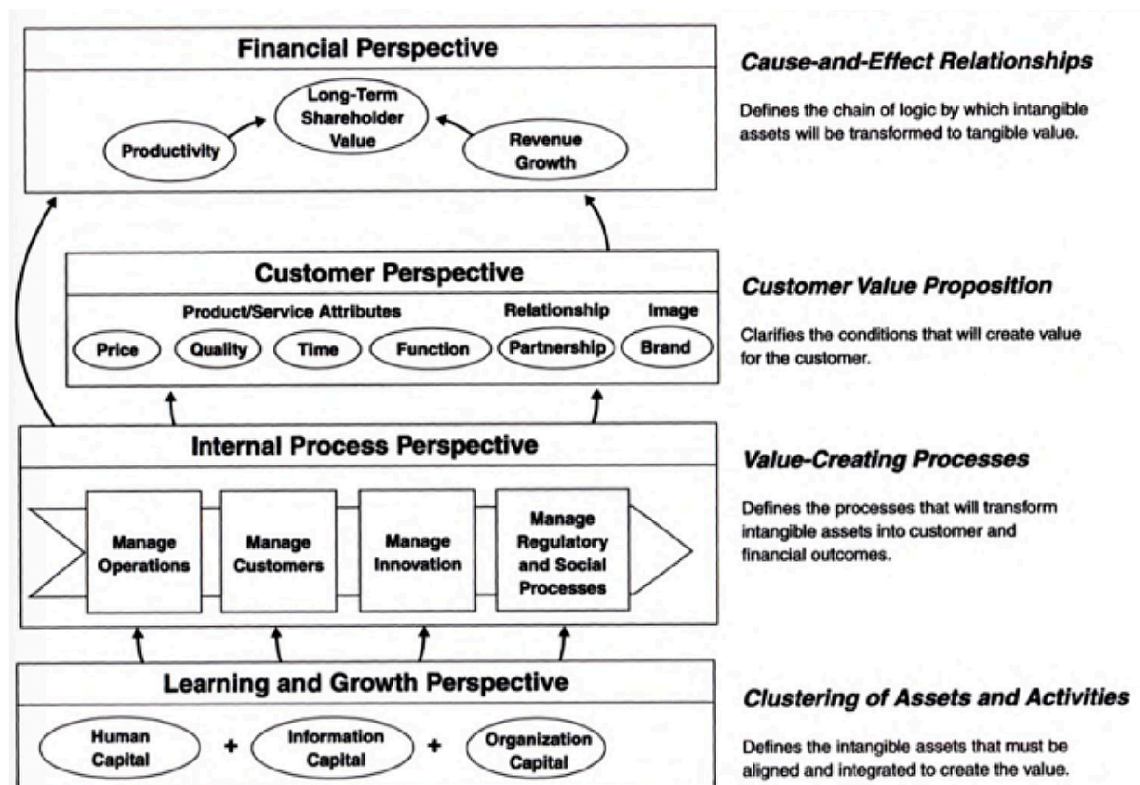 Financial Perspective
Long-Term
Shareholder
Value
Productivity
Revenue
Growth
Cause-and-Effect Relationships
Defines the chain of logic by which intangible
assets will be transformed to tangible value.
Customer Perspective
Product/Service Attributes
Relationship
Image
Price
Quality
Time
Function
Partnership
Brand
Customer Value Proposition
Clarifies the conditions that will create value
for the customer.
Internal Process Perspective
Manage
Operations
Manage
Customers
Manage
Innovation
Manage
Regulatory
and Social
Processes
Value-Creating Processes
Defines the processes that will transform
intangible assets into customer and
financial outcomes.
Learning and Growth Perspective
Human
Capital
+
Information
Capital
+
Organization
Capital
Clustering of Assets and Activities
Defines the intangible assets that must be
aligned and integrated to create the value.